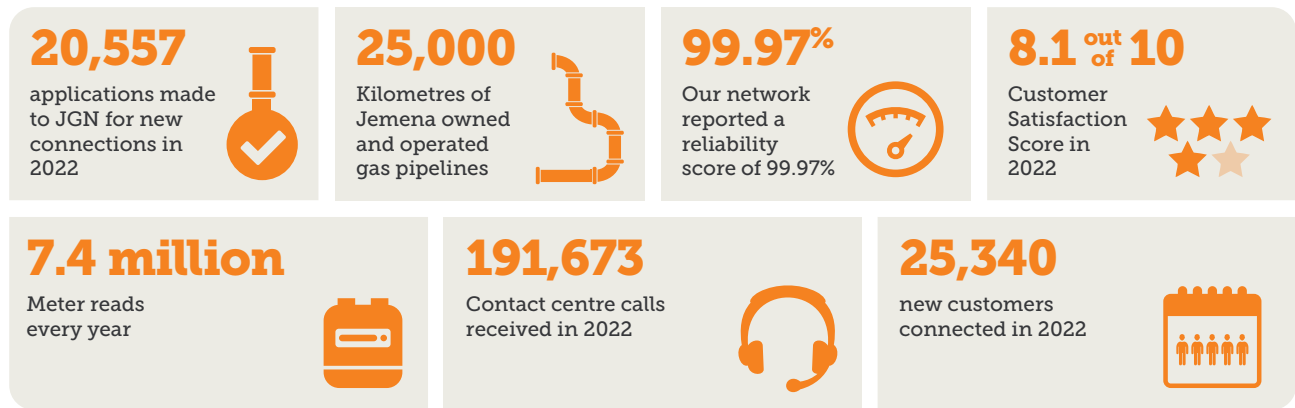 20,557
applications made
to JGN for new
connections in
2022
25,000
Kilometres of
Jemena owned
and operated
gas pipelines
99.97%
Our network
reported a
reliability
score of 99.97%
8.1 out of 10
Customer
Satisfaction
Score in
2022
7.4 million
Meter reads
every year
191,673
Contact centre calls
received in 2022
25,340
new customers
connected in 2022